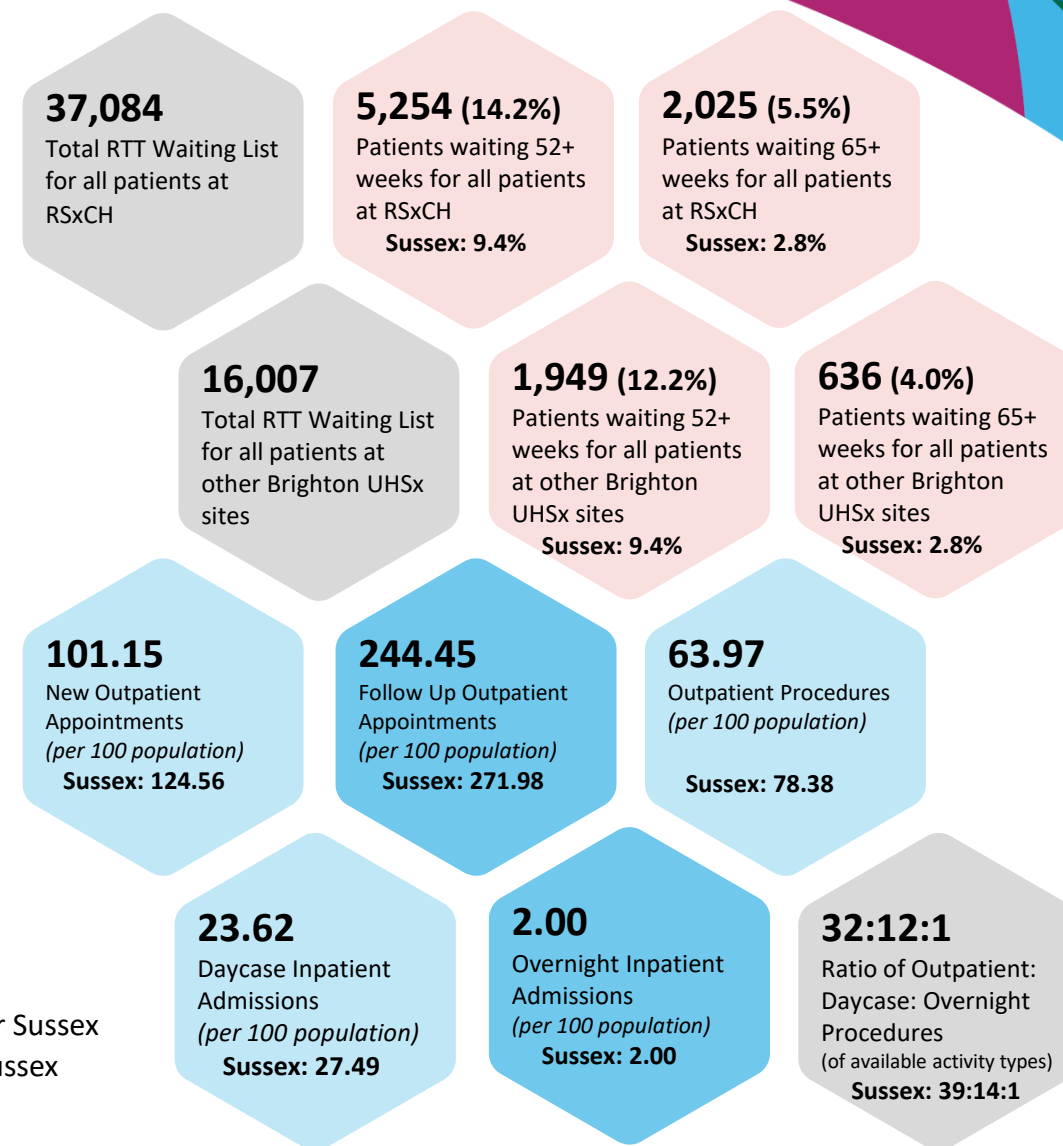 37,084
Total RTT Waiting List
for all patients at
RSxCH
5,254 (14.2%)
Patients waiting 52+
weeks for all patients
at RSxCH
Sussex: 9.4%
2,025 (5.5%)
Patients waiting 65+
weeks for all patients
at RSxCH
Sussex: 2.8%
16,007
Total RTT Waiting List
for all patients at
other Brighton UHSx
sites
1,949 (12.2%)
Patients waiting 52+
weeks for all patients
at other Brighton
UHSx sites
Sussex: 9.4%
636 (4.0%)
Patients waiting 65+
weeks for all patients
at other Brighton
UHSx sites
Sussex: 2.8%
101.15
New Outpatient
Appointments
(per 100 population)
Sussex: 124.56
244.45
Follow Up Outpatient
Appointments
(per 100 population)
Sussex: 271.98
63.97
Outpatient Procedures
(per 100 population)
Sussex: 78.38
23.62
Daycase Inpatient
Admissions
(per 100 population)
Sussex: 27.49
2.00
Overnight Inpatient
Admissions
(per 100 population)
Sussex: 2.00
32:12:1
Ratio of Outpatient:
Daycase: Overnight
Procedures
(of available activity types)
Sussex: 39:14:1
Sussex